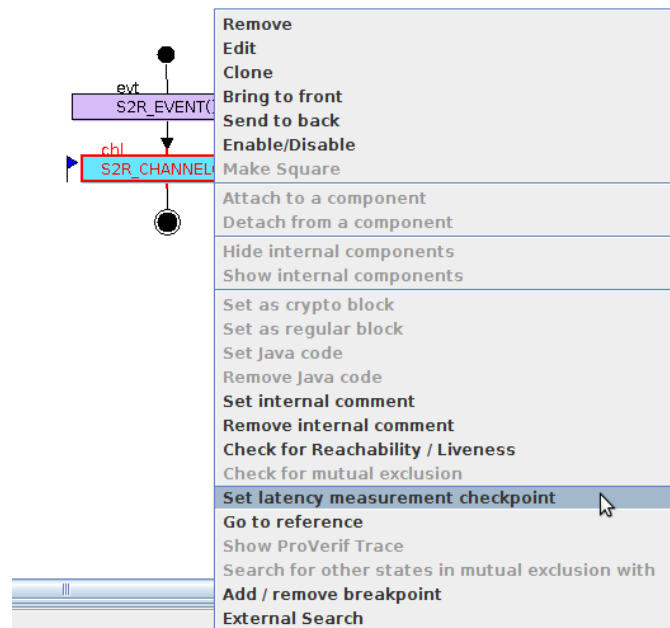 Remove
Edit
Clone
Bring to front
Send to back
Enable/Disable
Make Square
Attach to a component
Detach from a component
Hide internal components
Show internal components
Set as crypto block
Set as regular block
Set Java code
Remove Java code
Set internal comment
Remove internal comment
Check for Reachability / Liveness
Check for mutual exclusion
Set latency measurement checkpoint
Go to reference
Show ProVerif Trace
Search for other states in mutual exclusion with
Add / remove breakpoint
External Search
evt
S2R_EVENT(
chl
S2R_CHANNEL